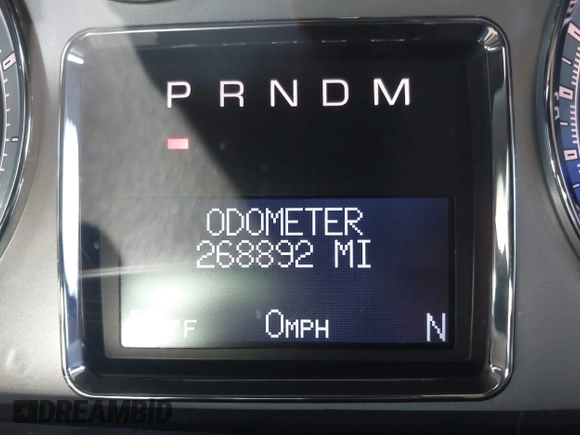 P R N D M
ODOMETER
268892 MI
°F 0MPH N
DREAMBID